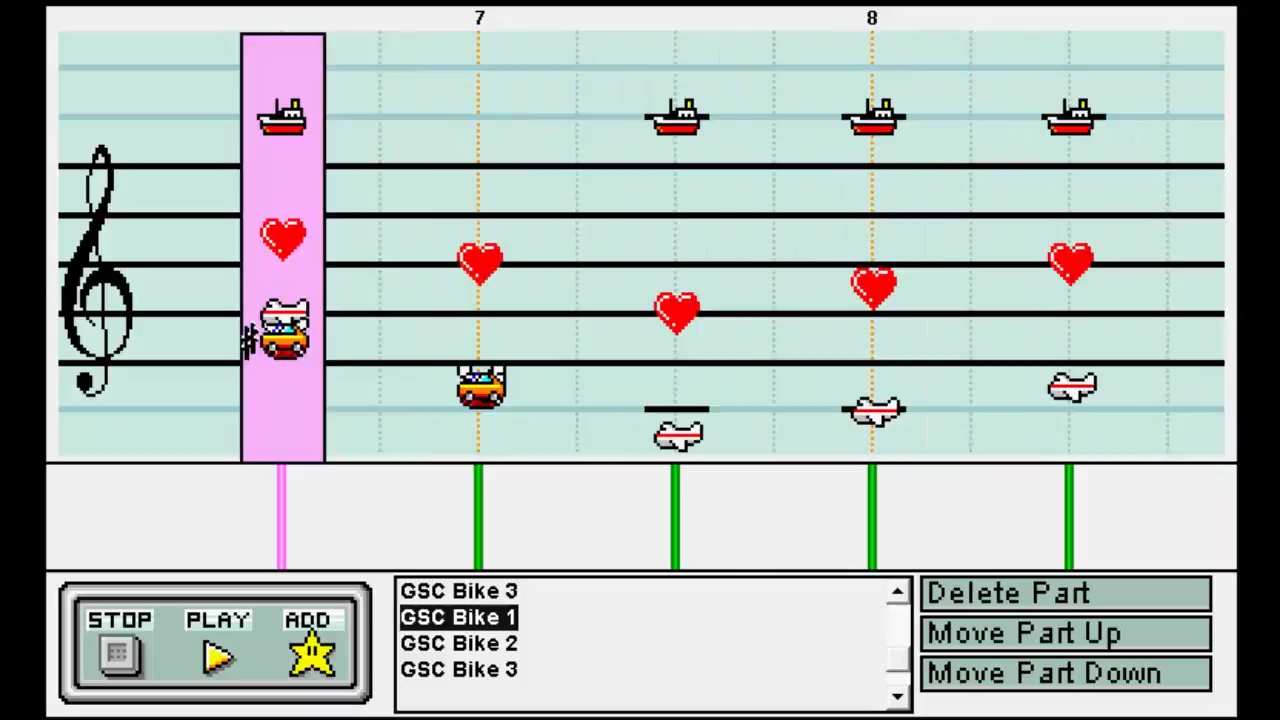 7 8
STOP PLAY ADD
GSC Bike 3
GSC Bike 1
GSC Bike 2
GSC Bike 3
Delete Part
Move Part Up
Move Part Down